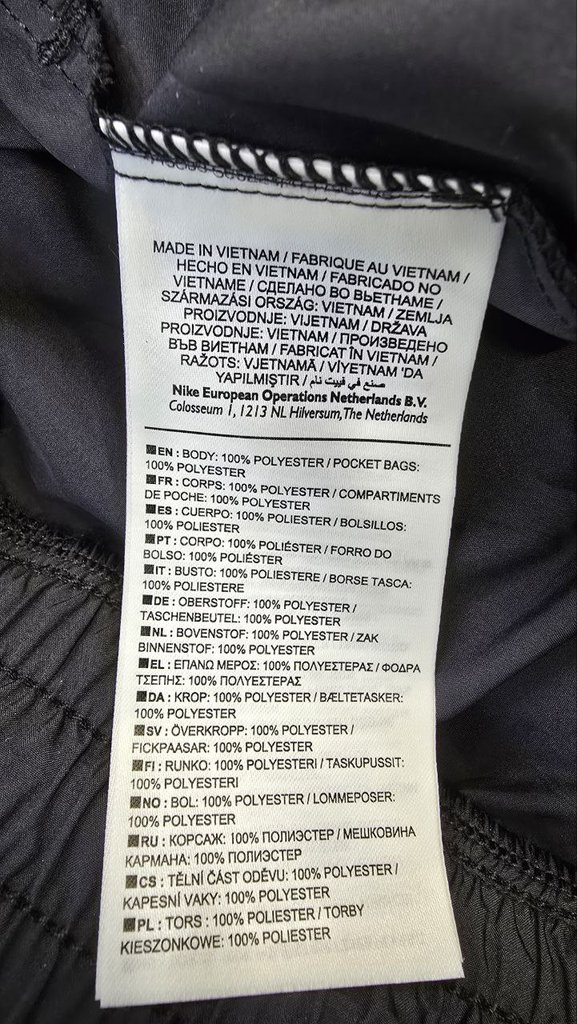 MADE IN VIETNAM / FABRIQUE AU VIETNAM /
HECHO EN VIETNAM / FABRICADO NO
VIETNAME / СДЕЛАНО ВО ВЬЕТНАМЕ /
SZÁRMAZÁSI ORSZÁG: VIETNAM / ZEMLJA
PROIZVODNJE: VIJETNAM / DRŽAVA
PROIZVODNJE: VIETNAM / ПРОИЗВЕДЕНО
ВЪВ ВИЕТНАМ / FABRICAT ÎN VIETNAM /
RAŽOTS: VJETNAMĀ / VİYETNAM 'DA
YAPILMIŞTIR / صنع في فييت نام
Nike European Operations Netherlands B.V.
Colosseum 1, 1213 NL Hilversum, The Netherlands
EN : BODY: 100% POLYESTER / POCKET BAGS:
100% POLYESTER
FR : CORPS: 100% POLYESTER / COMPARTIMENTS
DE POCHE: 100% POLYESTER
ES : CUERPO: 100% POLIESTER / BOLSILLOS:
100% POLIESTER
PT : CORPO: 100% POLIÉSTER / FORRO DO
BOLSO: 100% POLIÉSTER
IT : BUSTO: 100% POLIESTERE / BORSE TASCA:
100% POLIESTERE
DE : OBERSTOFF: 100% POLYESTER /
TASCHENBEUTEL: 100% POLYESTER
NL : BOVENSTOF: 100% POLYESTER / ZAK
BINNENSTOF: 100% POLYESTER
EL : ΕΠΑΝΩ ΜΕΡΟΣ: 100% ΠΟΛΥΕΣΤΕΡΑΣ / ΦΟΔΡΑ
ΤΣΕΠΗΣ: 100% ΠΟΛΥΕΣΤΕΡΑΣ
DA : KROP: 100% POLYESTER / BÆLTETASKER:
100% POLYESTER
SV : ÖVERKROPP: 100% POLYESTER /
FICKPAASAR: 100% POLYESTER
FI : RUNKO: 100% POLYESTERI / TASKUPUSSIT:
100% POLYESTERI
NO : BOL: 100% POLYESTER / LOMMEPOSER:
100% POLYESTER
RU : КОРСАЖ: 100% ПОЛИЭСТЕР / МЕШКОВИНА
КАРМАНА: 100% ПОЛИЭСТЕР
CS : TĚLNÍ ČÁST ODĚVU: 100% POLYESTER /
KAPESNÍ VAKY: 100% POLYESTER
PL : TORS : 100% POLIESTER / TORBY
KIESZONKOWE: 100% POLIESTER